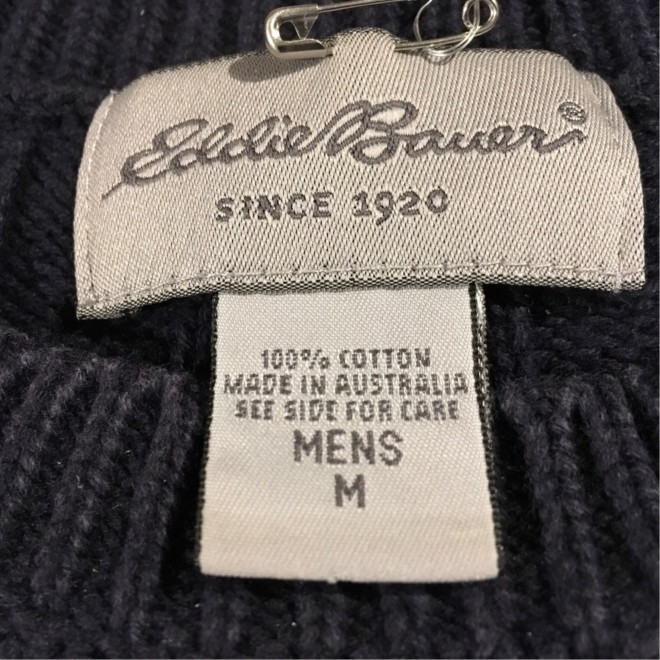 Eddie Bauer®
SINCE 1920
100% COTTON
MADE IN AUSTRALIA
SEE SIDE FOR CARE
MENS
M